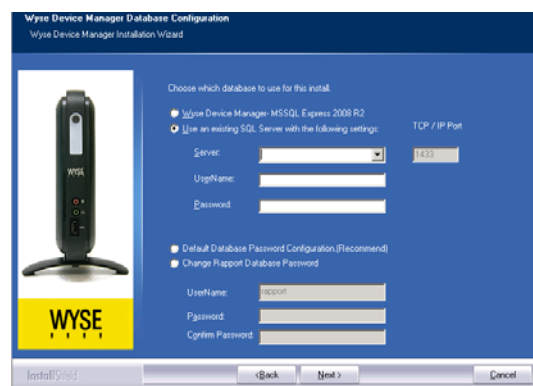 Wyse Device Manager Database Configuration
Wyse Device Manager Installation Wizard
Choose which database to use for this install.
Wyse Device Manager- MSSQL Express 2008 R2
Use an existing SQL Server with the following settings:
TCP / IP Port
Server:
1433
UserName:
Password:
Default Database Password Configuration.(Recommend)
Change Rapport Database Password
UserName:
rapport
Password:
Confirm Password:
WYSE
WYSE
InstallShield
<Back
Next >
Cancel